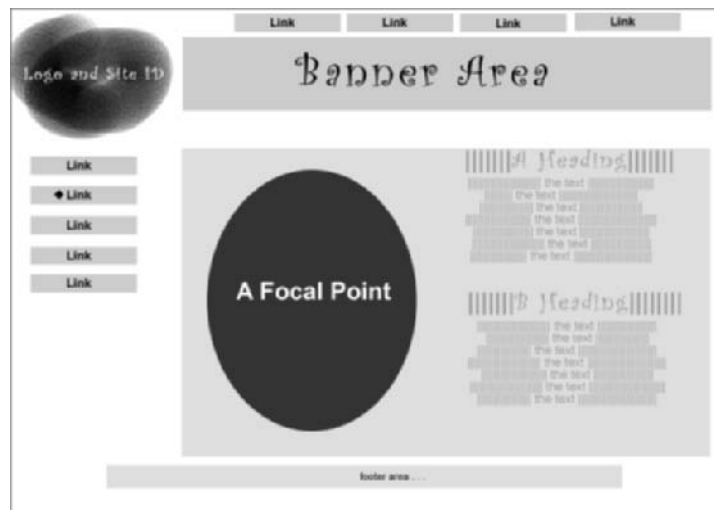 Link Link Link Link
Logo and Site ID
Banner Area
Link
Link
Link
Link
Link
A Focal Point
A Heading
the text
the text
the text
the text
the text
the text
the text
B Heading
the text
the text
the text
the text
the text
the text
the text
footer area . . .